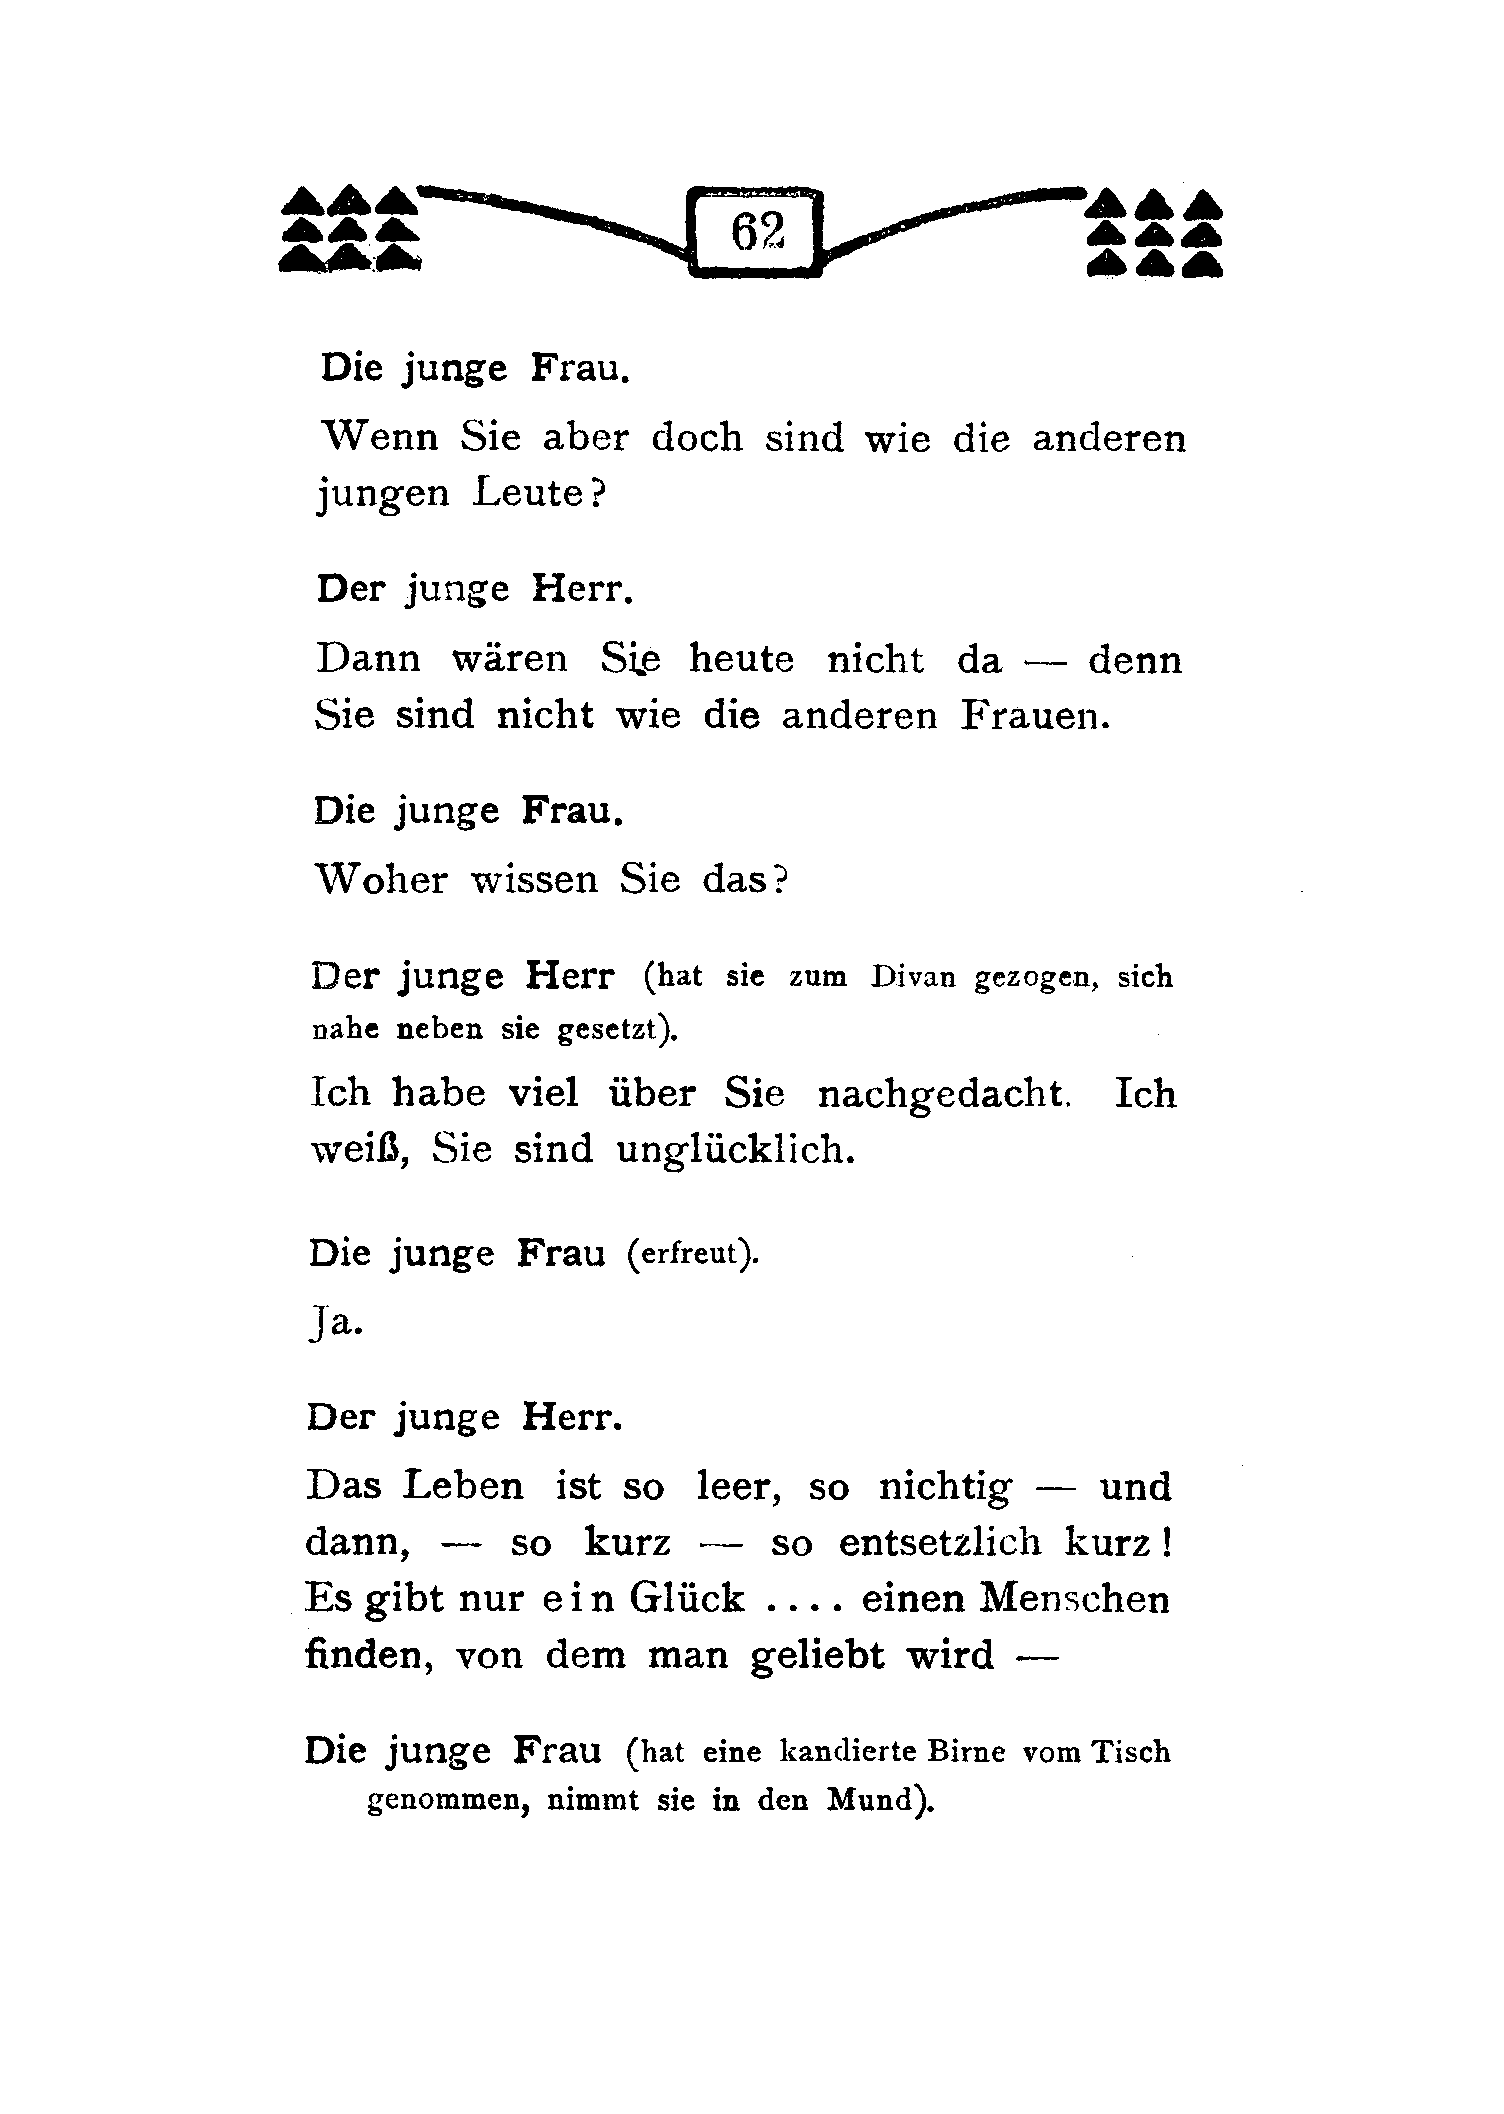 62
Die junge Frau.
Wenn Sie aber doch sind wie die anderen
jungen Leute?
Der junge Herr.
Dann wären Sie heute nicht da — denn
Sie sind nicht wie die anderen Frauen.
Die junge Frau.
Woher wissen Sie das?
Der junge Herr (hat sie zum Divan gezogen, sich
nahe neben sie gesetzt).
Ich habe viel über Sie nachgedacht. Ich
weiß, Sie sind unglücklich.
Die junge Frau (erfreut).
Ja.
Der junge Herr.
Das Leben ist so leer, so nichtig — und
dann, — so kurz — so entsetzlich kurz!
Es gibt nur ein Glück .... einen Menschen
finden, von dem man geliebt wird —
Die junge Frau (hat eine kandierte Birne vom Tisch
genommen, nimmt sie in den Mund).